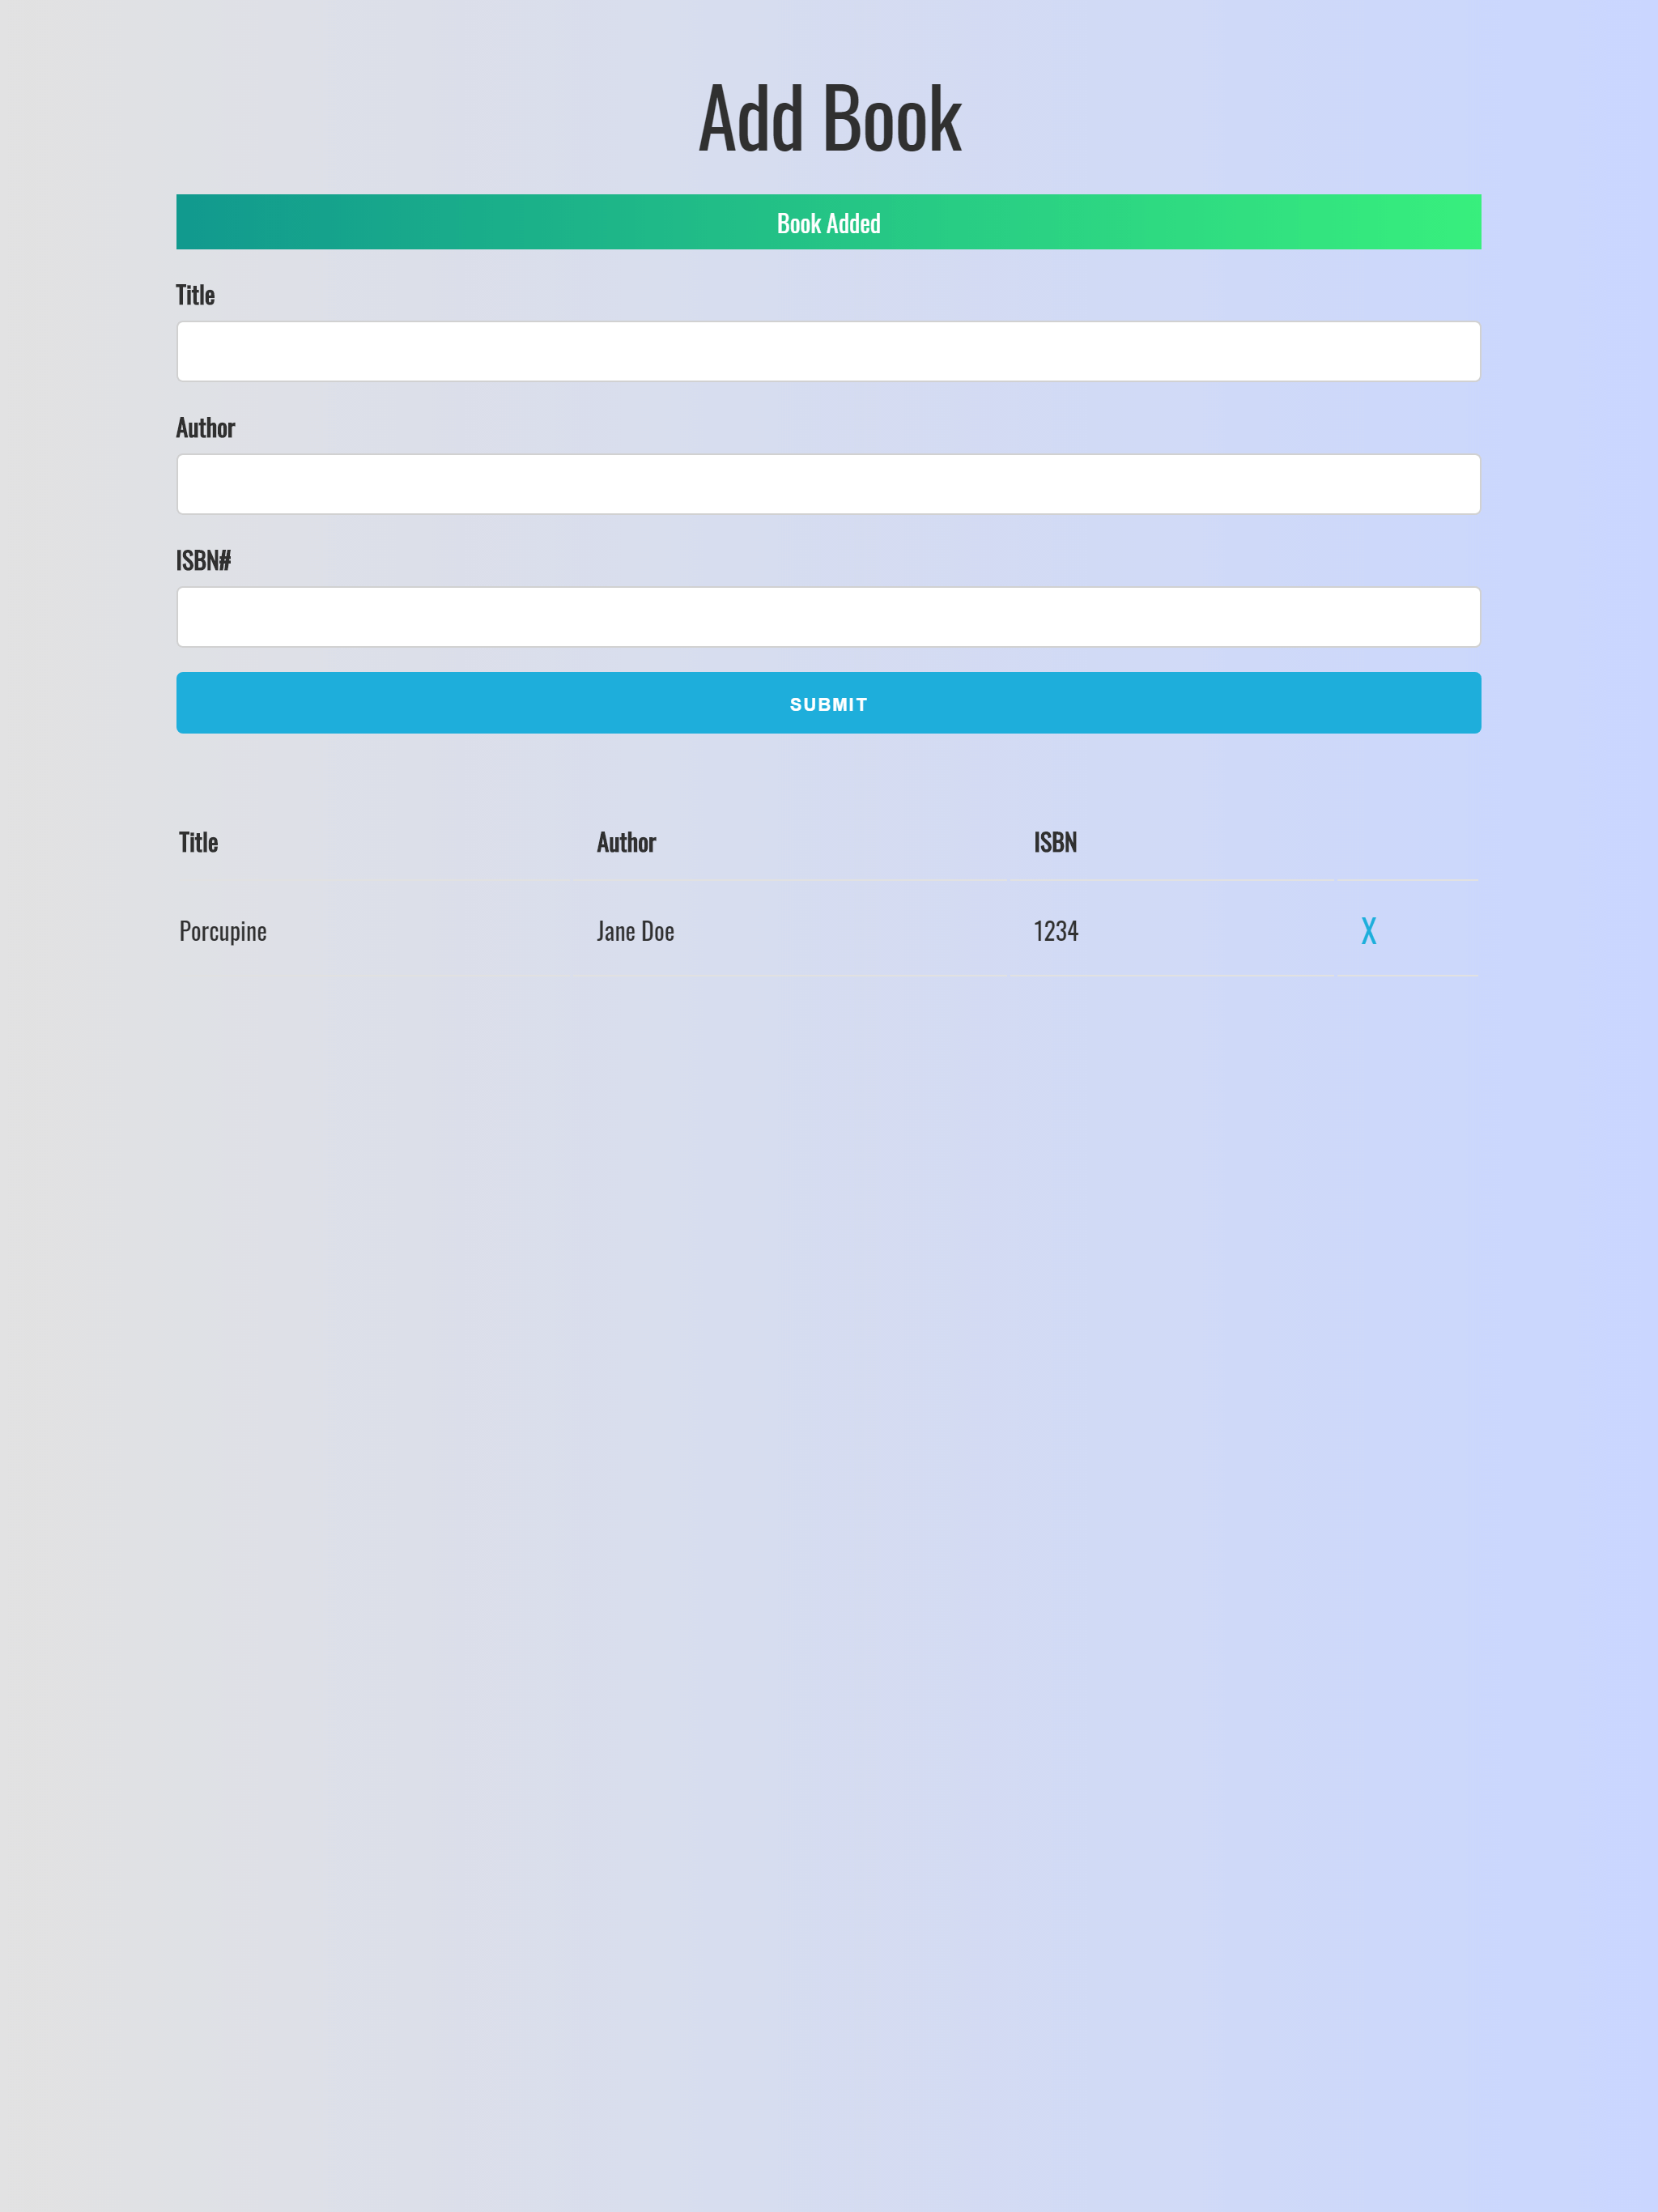 Add Book
Book Added
Title
Author
ISBN#
SUBMIT
Title Author ISBN
Porcupine Jane Doe 1234 X